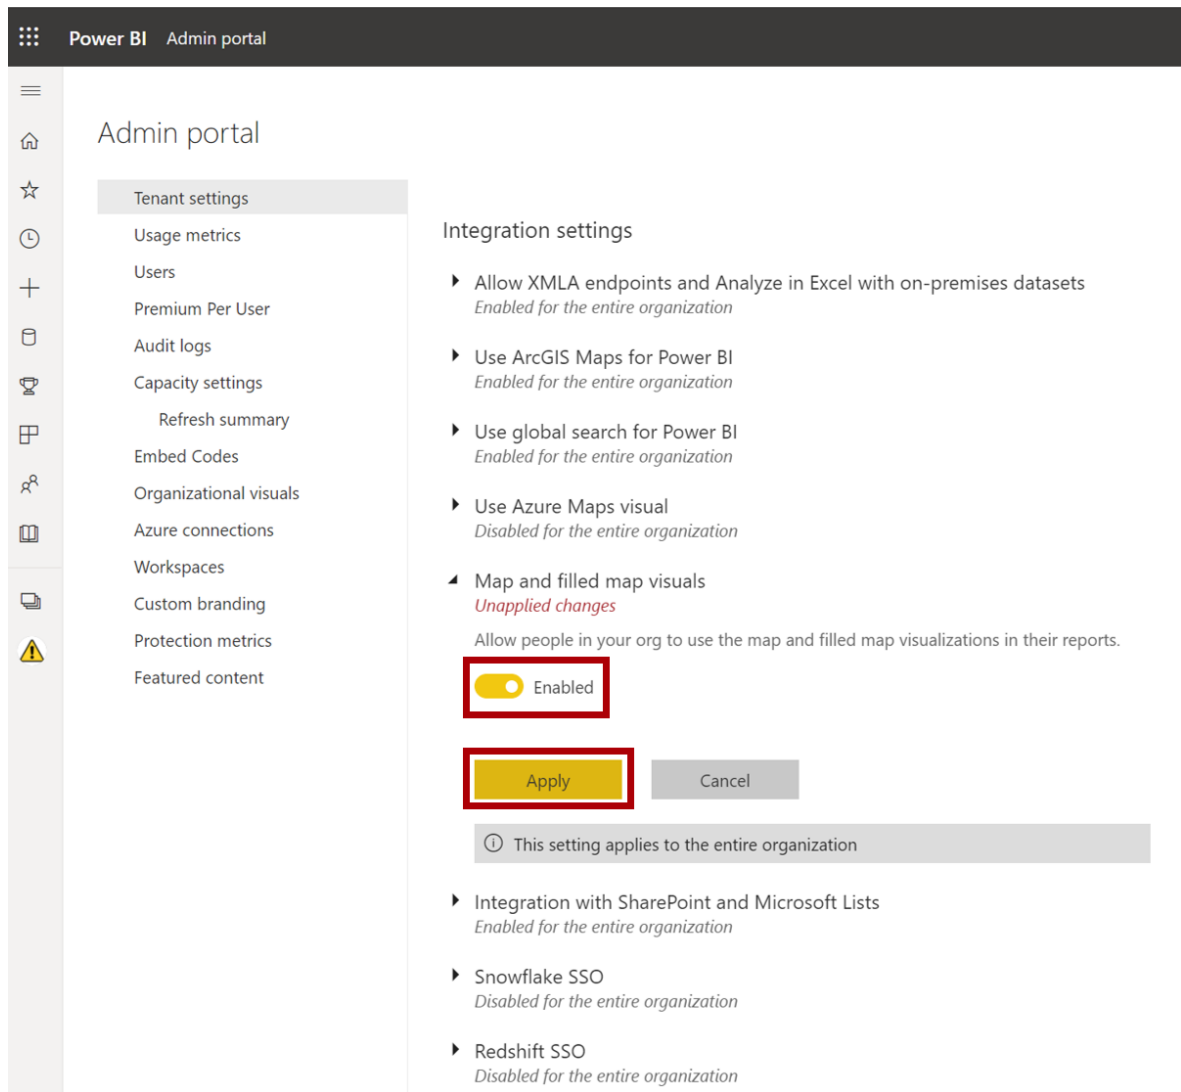 Power BI Admin portal
Admin portal
Tenant settings
Usage metrics
Users
Premium Per User
Audit logs
Capacity settings
Refresh summary
Embed Codes
Organizational visuals
Azure connections
Workspaces
Custom branding
Protection metrics
Featured content
Integration settings
Allow XMLA endpoints and Analyze in Excel with on-premises datasets
Enabled for the entire organization
Use ArcGIS Maps for Power BI
Enabled for the entire organization
Use global search for Power BI
Enabled for the entire organization
Use Azure Maps visual
Disabled for the entire organization
Map and filled map visuals
Unapplied changes
Allow people in your org to use the map and filled map visualizations in their reports.
Enabled
Apply Cancel
This setting applies to the entire organization
Integration with SharePoint and Microsoft Lists
Enabled for the entire organization
Snowflake SSO
Disabled for the entire organization
Redshift SSO
Disabled for the entire organization